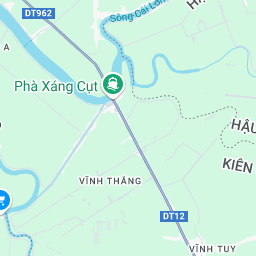 DT962
Sông Cái Lớn
H
A
Phà Xáng Cụt
HẬU
KIÊN
VĨNH THẮNG
DT12
VĨNH TUY